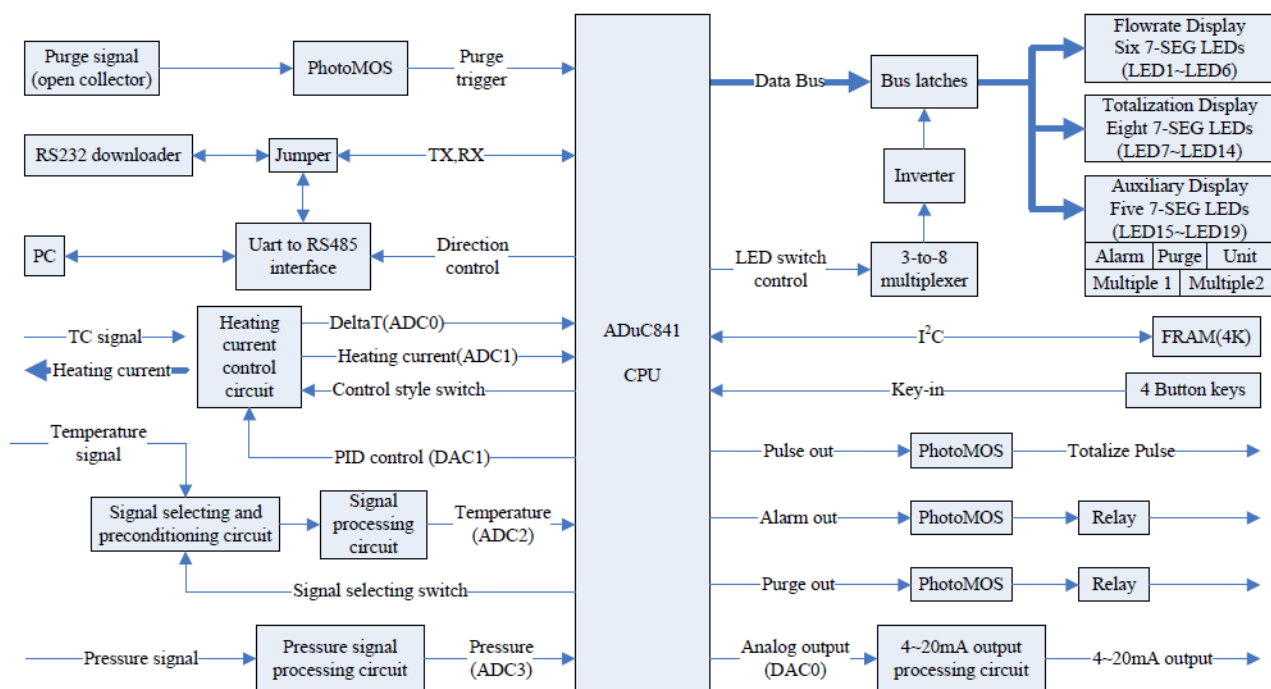 Purge signal
(open collector)
PhotoMOS
Purge
trigger
RS232 downloader
Jumper
TX,RX
PC
Uart to RS485
interface
Direction
control
TC signal
Heating current
Heating
current
control
circuit
DeltaT(ADC0)
Heating current(ADC1)
Control style switch
PID control (DAC1)
Temperature
signal
Signal selecting and
preconditioning circuit
Signal
processing
circuit
Temperature
(ADC2)
Signal selecting switch
Pressure signal
Pressure signal
processing circuit
Pressure
(ADC3)
ADuC841
CPU
Data Bus
Bus latches
Inverter
LED switch
control
3-to-8
multiplexer
Flowrate Display
Six 7-SEG LEDs
(LED1~LED6)
Totalization Display
Eight 7-SEG LEDs
(LED7~LED14)
Auxiliary Display
Five 7-SEG LEDs
(LED15~LED19)
Alarm Purge Unit
Multiple 1 Multiple2
I²C
FRAM(4K)
Key-in
4 Button keys
Pulse out
PhotoMOS
Totalize Pulse
Alarm out
PhotoMOS
Relay
Purge out
PhotoMOS
Relay
Analog output
(DAC0)
4~20mA output
processing circuit
4~20mA output